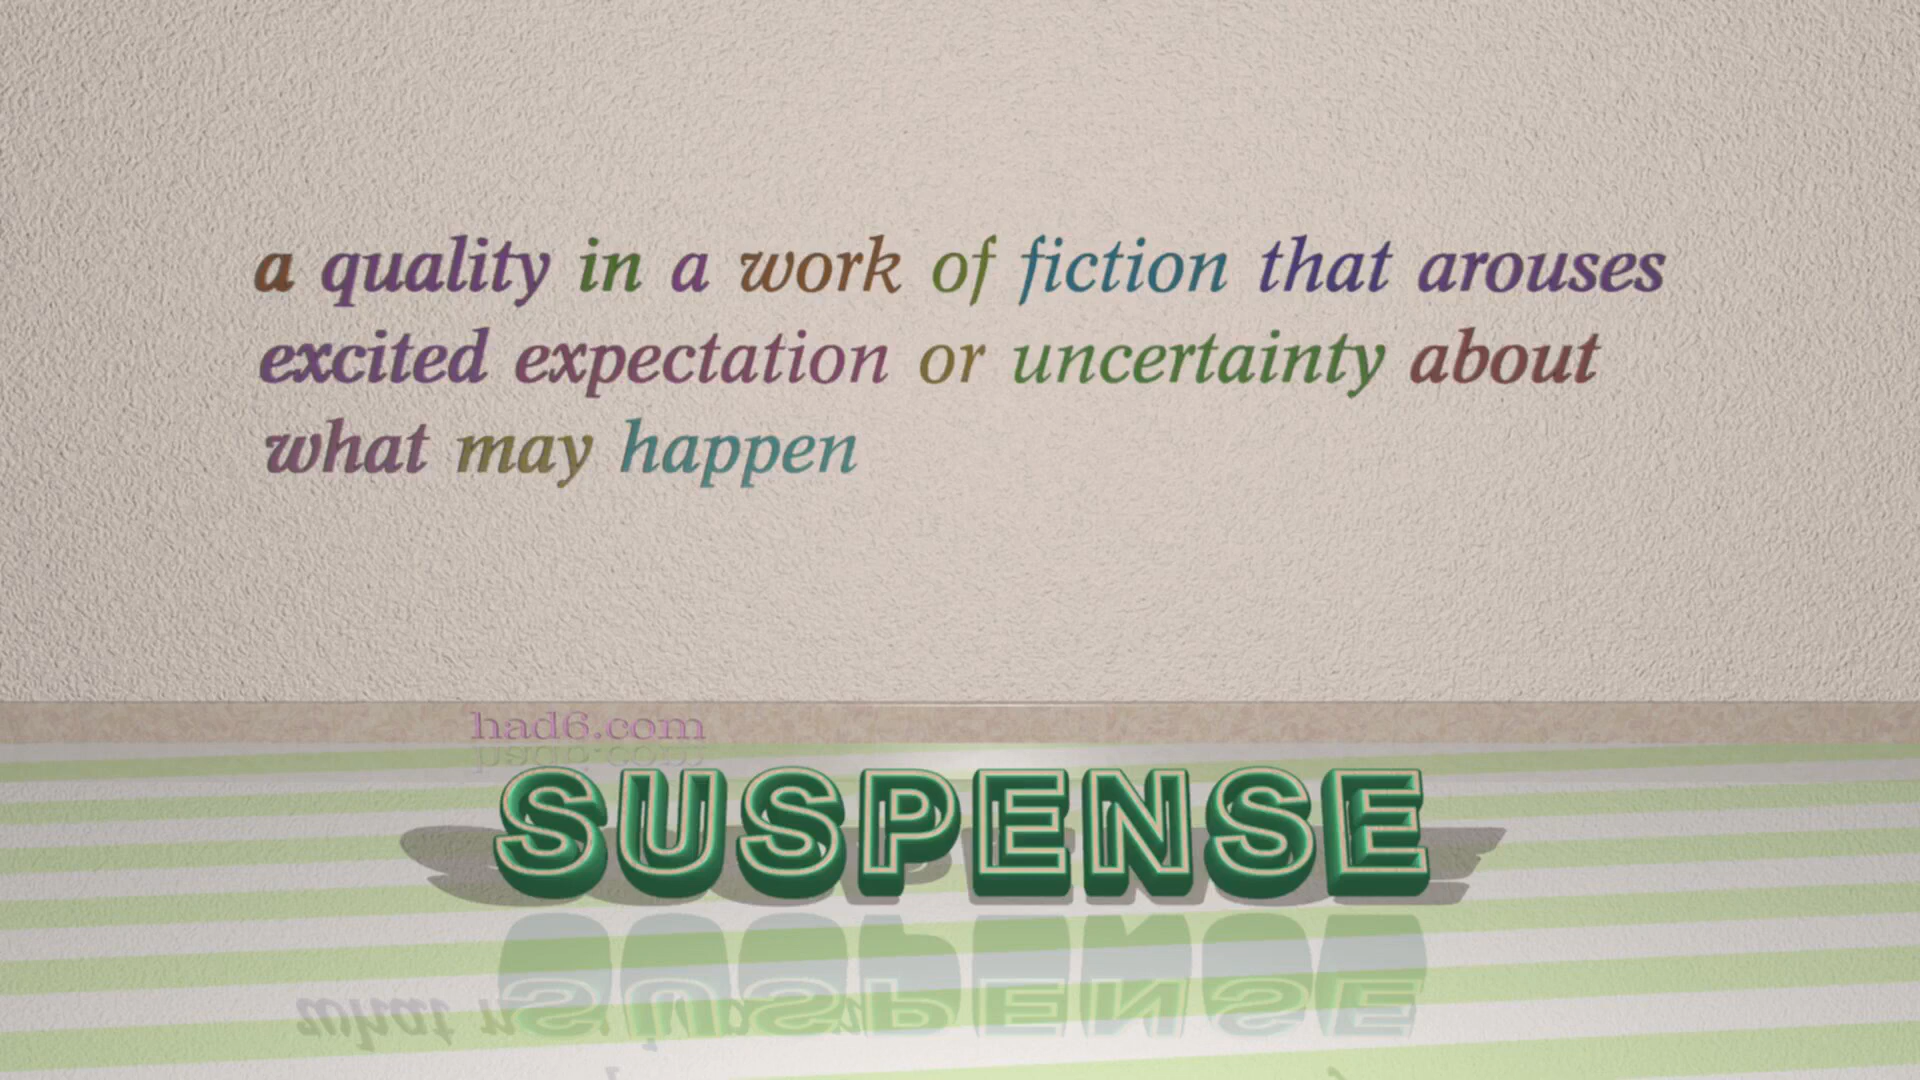 a quality in a work of fiction that arouses
excited expectation or uncertainty about
what may happen
had6.com
SUSPENSE